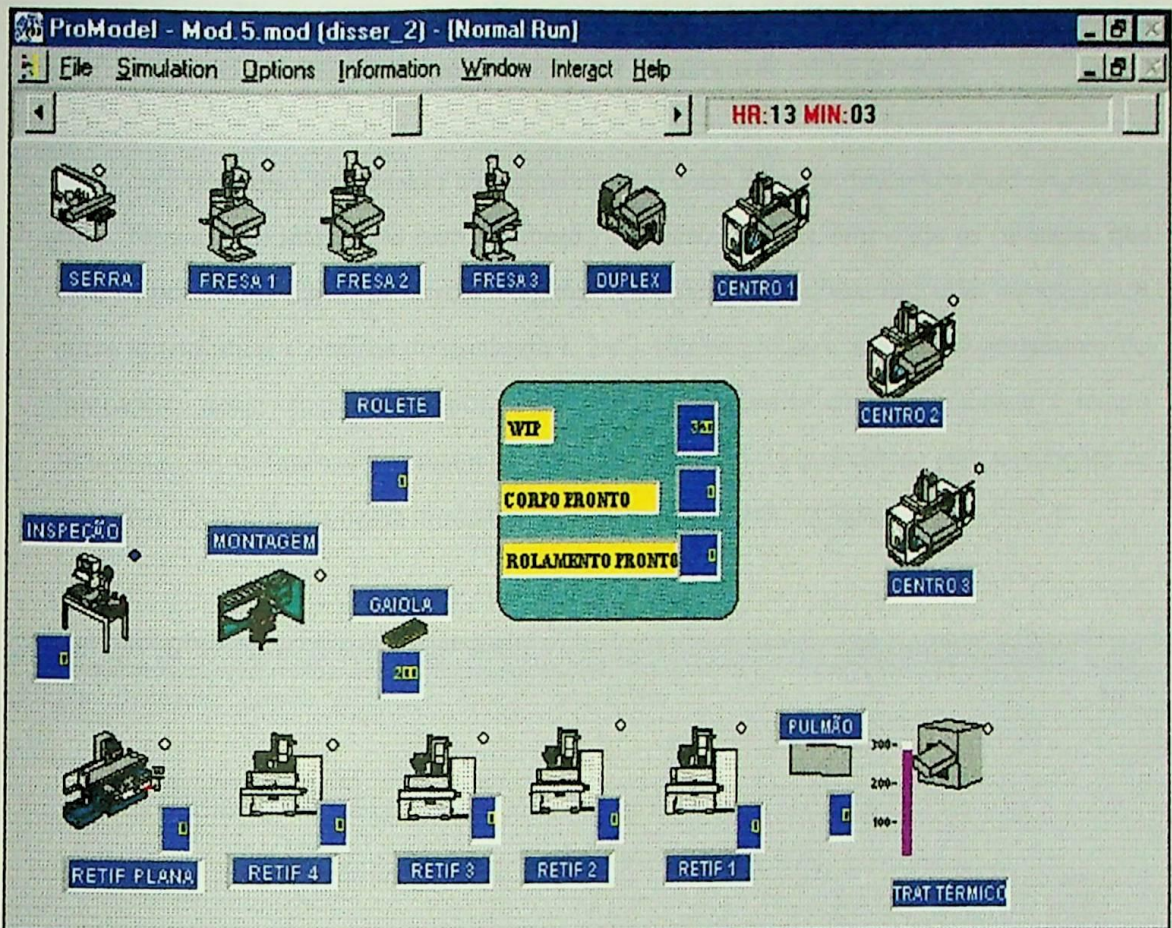 ProModel - Mod.5.mod (disser_2) - [Normal Run]
File Simulation Options Information Window Interact Help
HR:13 MIN:03
SERRA
FRESA 1
FRESA 2
FRESA 3
DUPLEX
CENTRO 1
CENTRO 2
ROLETE
0
WIP
CORPO PRONTO
0
ROLAMENTO PRONTO
0
CENTRO 3
INSPEÇÃO
0
MONTAGEM
GAIOLA
200
PULMÃO
0
300-
200-
100-
TRAT TÉRMICO
0
RETIF PLANA
0
RETIF 4
0
RETIF 3
0
RETIF 2
0
RETIF 1